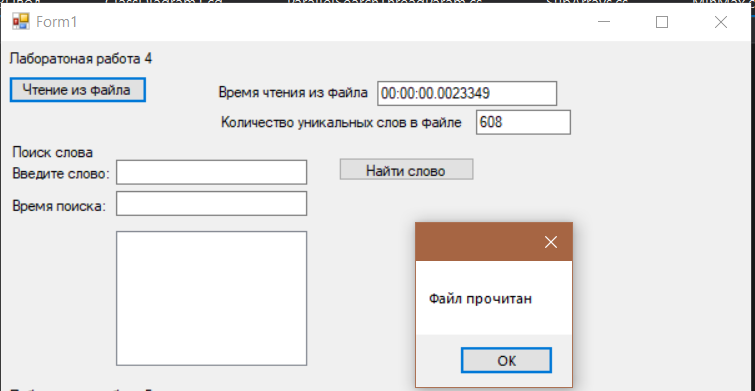 Form1
Лаборатоная работа 4
Чтение из файла
Время чтения из файла 00:00:00.0023349
Количество уникальных слов в файле 608
Поиск слова
Введите слово:
Найти слово
Время поиска:
Файл прочитан
OK